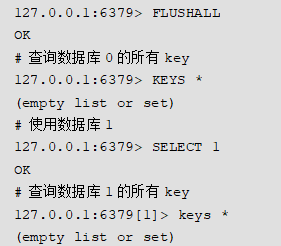 127.0.0.1:6379> FLUSHALL
OK
# 查询数据库 0 的所有 key
127.0.0.1:6379> KEYS *
(empty list or set)
# 使用数据库 1
127.0.0.1:6379> SELECT 1
OK
# 查询数据库 1 的所有 key
127.0.0.1:6379[1]> keys *
(empty list or set)